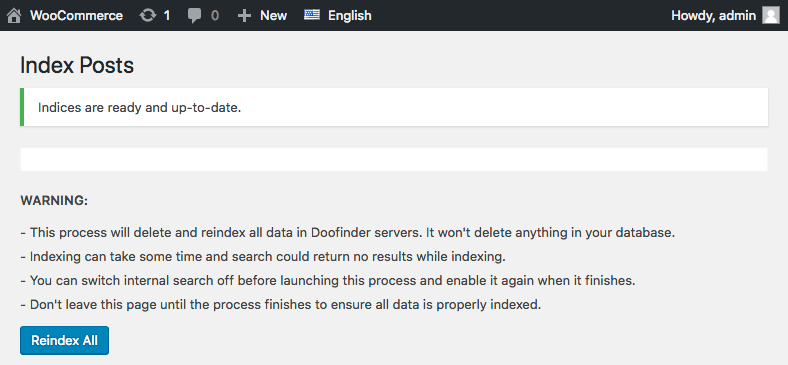 WooCommerce 1 0 New English Howdy, admin
Index Posts
Indices are ready and up-to-date.
WARNING:
- This process will delete and reindex all data in Doofinder servers. It won't delete anything in your database.
- Indexing can take some time and search could return no results while indexing.
- You can switch internal search off before launching this process and enable it again when it finishes.
- Don't leave this page until the process finishes to ensure all data is properly indexed.
Reindex All